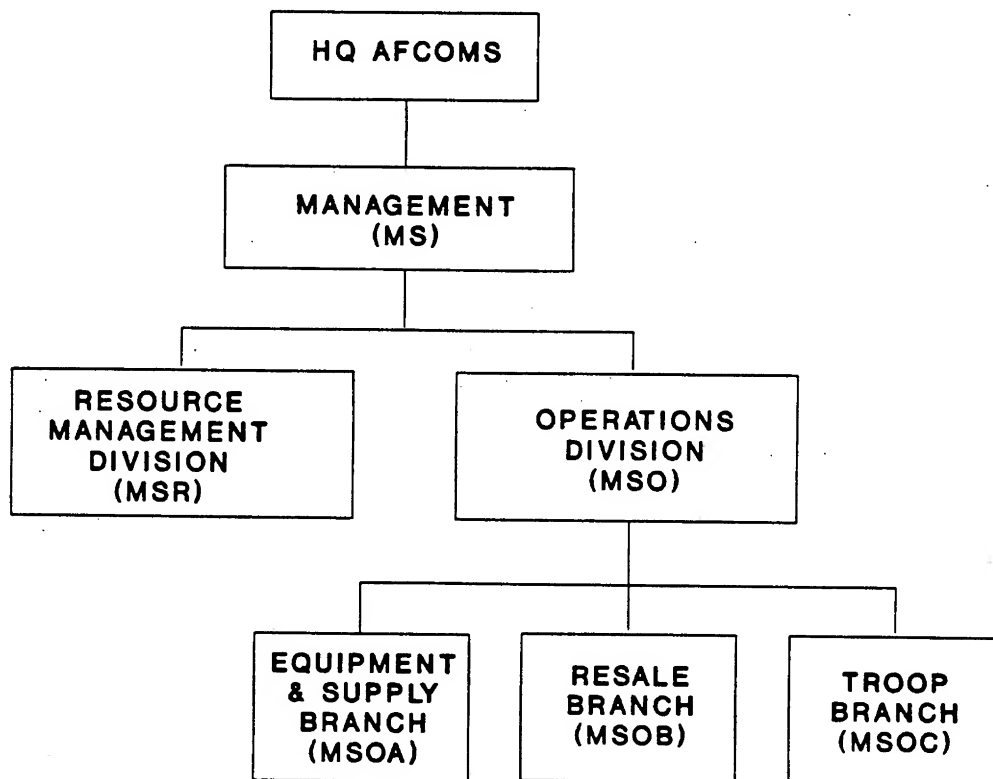 HQ AFCOMS
MANAGEMENT
(MS)
RESOURCE
MANAGEMENT
DIVISION
(MSR)
OPERATIONS
DIVISION
(MSO)
EQUIPMENT
& SUPPLY
BRANCH
(MSOA)
RESALE
BRANCH
(MSOB)
TROOP
BRANCH
(MSOC)